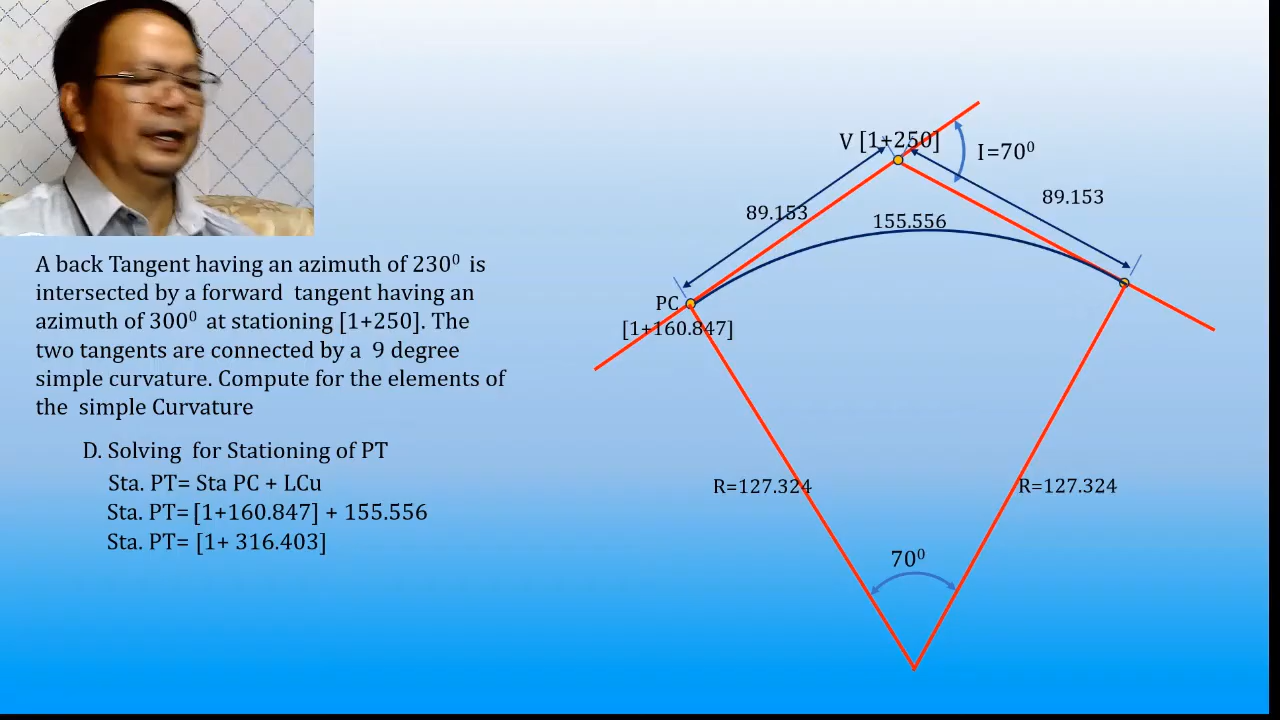 V [1+250]
I=70⁰
89.153
89.153
155.556
PC
[1+160.847]
A back Tangent having an azimuth of 230⁰ is
intersected by a forward tangent having an
azimuth of 300⁰ at stationing [1+250]. The
two tangents are connected by a 9 degree
simple curvature. Compute for the elements of
the simple Curvature
D. Solving for Stationing of PT
Sta. PT= Sta PC + LCu
Sta. PT= [1+160.847] + 155.556
Sta. PT= [1+ 316.403]
R=127.324
R=127.324
70⁰